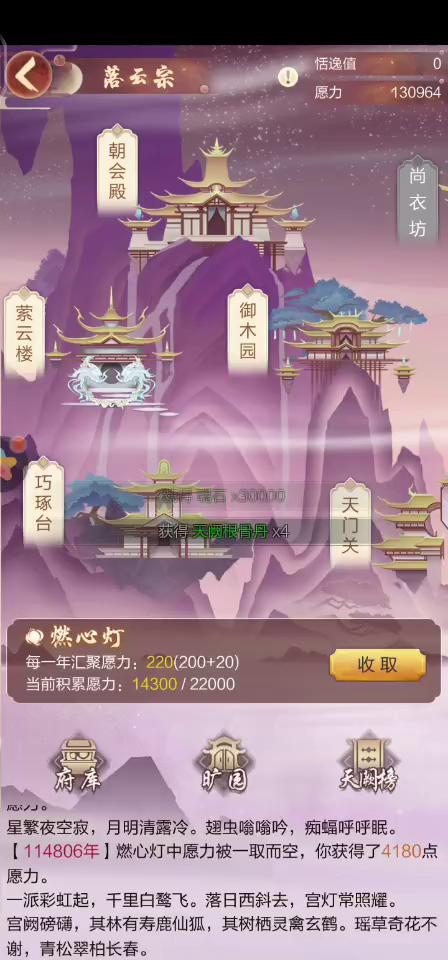 落云宗
恬逸值 0
愿力 130964
朝会殿
尚衣坊
萦云楼
御木园
巧琢台
天门关
获得 天阙根骨丹 x4
燃心灯
每一年汇聚愿力：220(200+20)
当前积累愿力：14300 / 22000
收取
府库
旷园
天阙榜
愿力。
星繁夜空寂，月明清露冷。翅虫嗡嗡吟，痴蝠呼呼眠。
【114806年】燃心灯中愿力被一取而空，你获得了4180点
愿力。
一派彩虹起，千里白鹜飞。落日西斜去，宫灯常照耀。
宫阙磅礴，其林有寿鹿仙狐，其树栖灵禽玄鹤。瑶草奇花不
谢，青松翠柏长春。